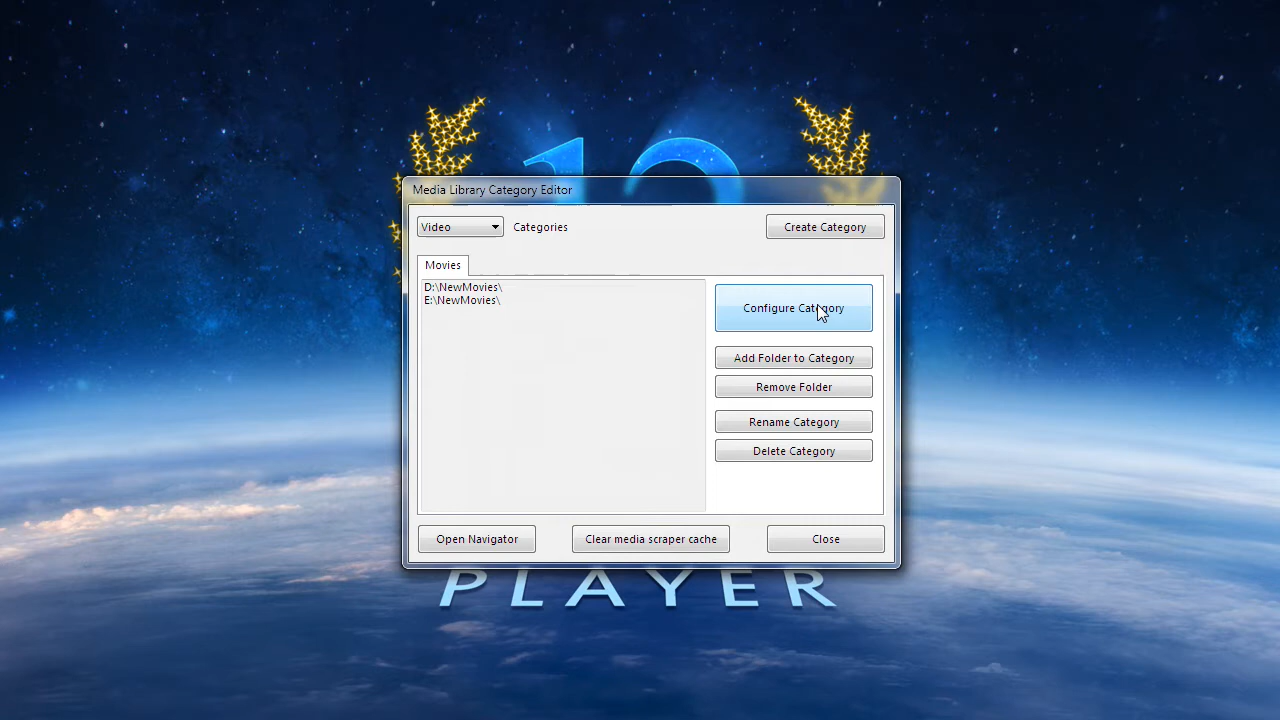 12
Media Library Category Editor
Video Categories Create Category
Movies
D:\NewMovies\
E:\NewMovies\
Configure Category
Add Folder to Category
Remove Folder
Rename Category
Delete Category
Open Navigator Clear media scraper cache Close
PLAYER